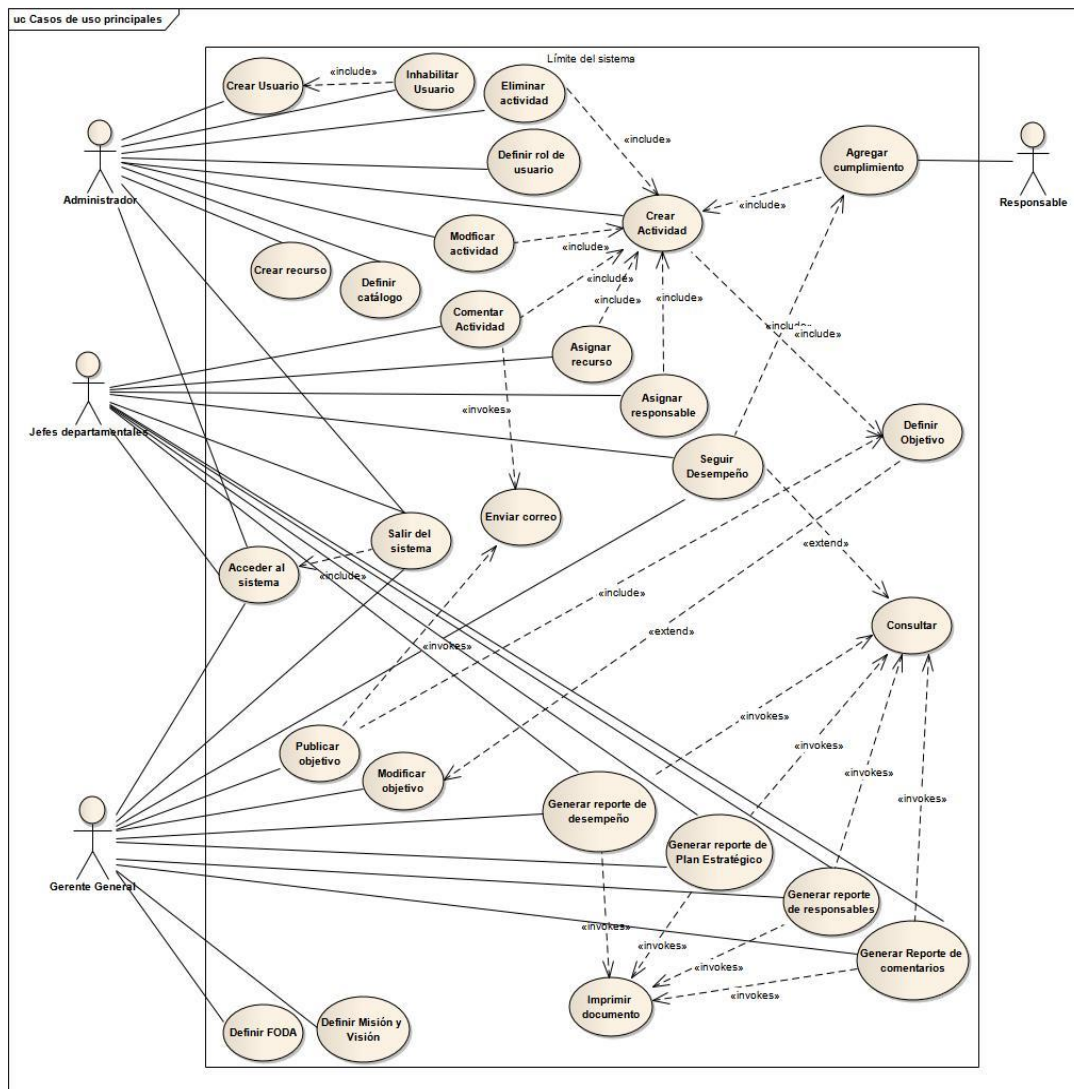 uc Casos de uso principales
Límite del sistema
Crear Usuario
«include»
Inhabilitar
Usuario
Eliminar
actividad
«include»
Definir rol de
usuario
Agregar
cumplimiento
Administrador
Responsable
«include»
Crear
Actividad
Modficar
actividad
«include»
Crear recurso
Definir
catálogo
«include»
«include»
Comentar
Actividad
«include»
«include»
Asignar
recurso
Asignar
responsable
«invokes»
Jefes departamentales
Definir
Objetivo
Seguir
Desempeño
Enviar correo
Salir del
sistema
«extend»
Acceder al
sistema
«include»
«include»
Consultar
«extend»
«invokes»
«invokes»
Publicar
objetivo
«invokes»
Modificar
objetivo
«invokes»
Generar reporte de
desempeño
«invokes»
Generar reporte de
Plan Estratégico
Gerente General
Generar reporte
de responsables
«invokes»
Generar Reporte de
comentarios
«invokes»
«invokes»
Imprimir
documento
Definir FODA
Definir Misión y
Visión